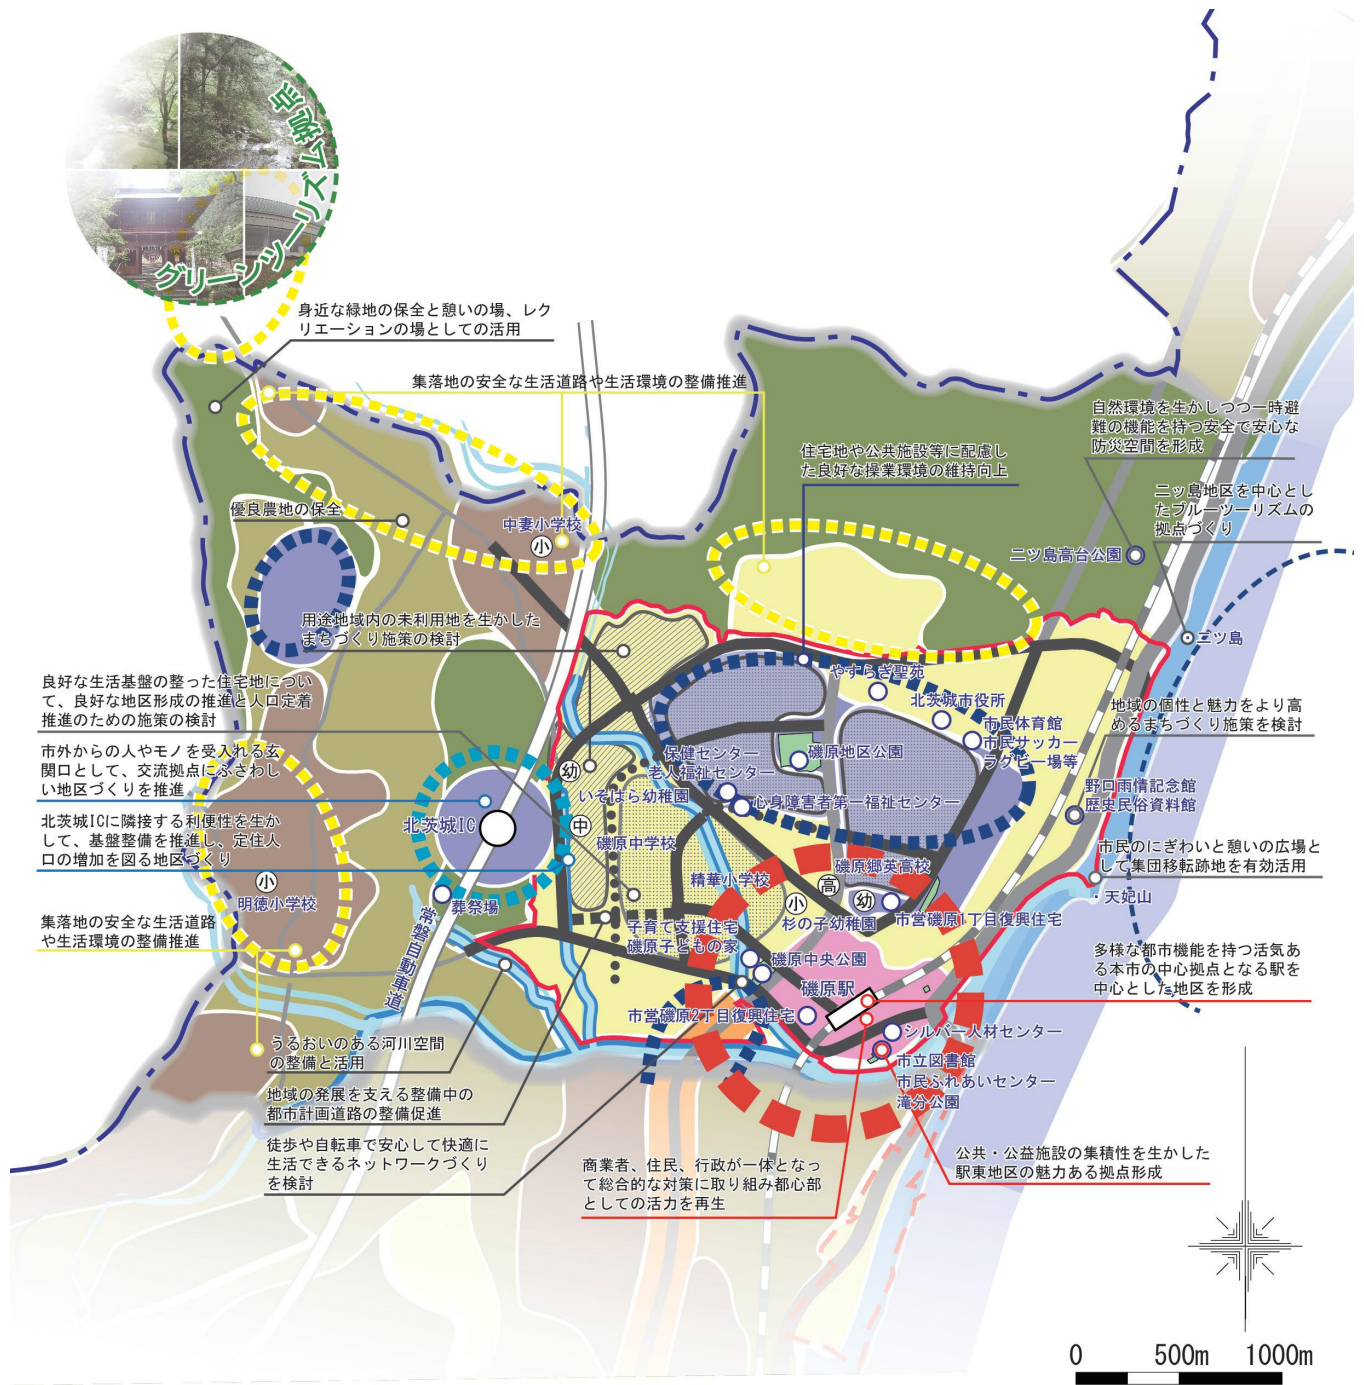 グリーンツーリズム拠点
身近な緑地の保全と憩いの場、レク
リエーションの場としての活用
集落地の安全な生活道路や生活環境の整備推進
自然環境を生かしつつ一時避
難の機能を持つ安全で安心な
防災空間を形成
住宅地や公共施設等に配慮し
た良好な操業環境の維持向上
二ッ島地区を中心とし
たブルーツーリズムの
拠点づくり
優良農地の保全
中妻小学校
小
二ツ島高台公園
用途地域内の未利用地を生かした
まちづくり施策の検討
二ツ島
やすらぎ聖苑
良好な生活基盤の整った住宅地につい
て、良好な地区形成の推進と人口定着
推進のための施策の検討
北茨城市役所
地域の個性と魅力をより高
めるまちづくり施策を検討
市民体育館
市民サッカー
ラグビー場等
市外からの人やモノを受入れる玄
関口として、交流拠点にふさわし
い地区づくりを推進
保健センター
老人福祉センター
磯原地区公園
幼
いそはら幼稚園
心身障害者第一福祉センター
野口雨情記念館
歴史民俗資料館
北茨城IC
北茨城ICに隣接する利便性を生か
して、基盤整備を推進し、定住人
口の増加を図る地区づくり
中
磯原中学校
市民のにぎわいと憩いの広場と
して集団移転跡地を有効活用
磯原郷英高校
高
精華小学校
小
小
明徳小学校
葬祭場
幼
杉の子幼稚園
・天妃山
市営磯原1丁目復興住宅
集落地の安全な生活道路
や生活環境の整備推進
常磐自動車道
子育て支援住宅
磯原子どもの家
磯原中央公園
多様な都市機能を持つ活気あ
る本市の中心拠点となる駅を
中心とした地区を形成
磯原駅
市営磯原2丁目復興住宅
シルバー人材センター
うるおいのある河川空間
の整備と活用
市立図書館
市民ふれあいセンター
滝分公園
地域の発展を支える整備中の
都市計画道路の整備促進
徒歩や自転車で安心して快適に
生活できるネットワークづくり
を検討
商業者、住民、行政が一体となっ
て総合的な対策に取り組み都心部
としての活力を再生
公共・公益施設の集積性を生かした
駅東地区の魅力ある拠点形成
0 500m 1000m